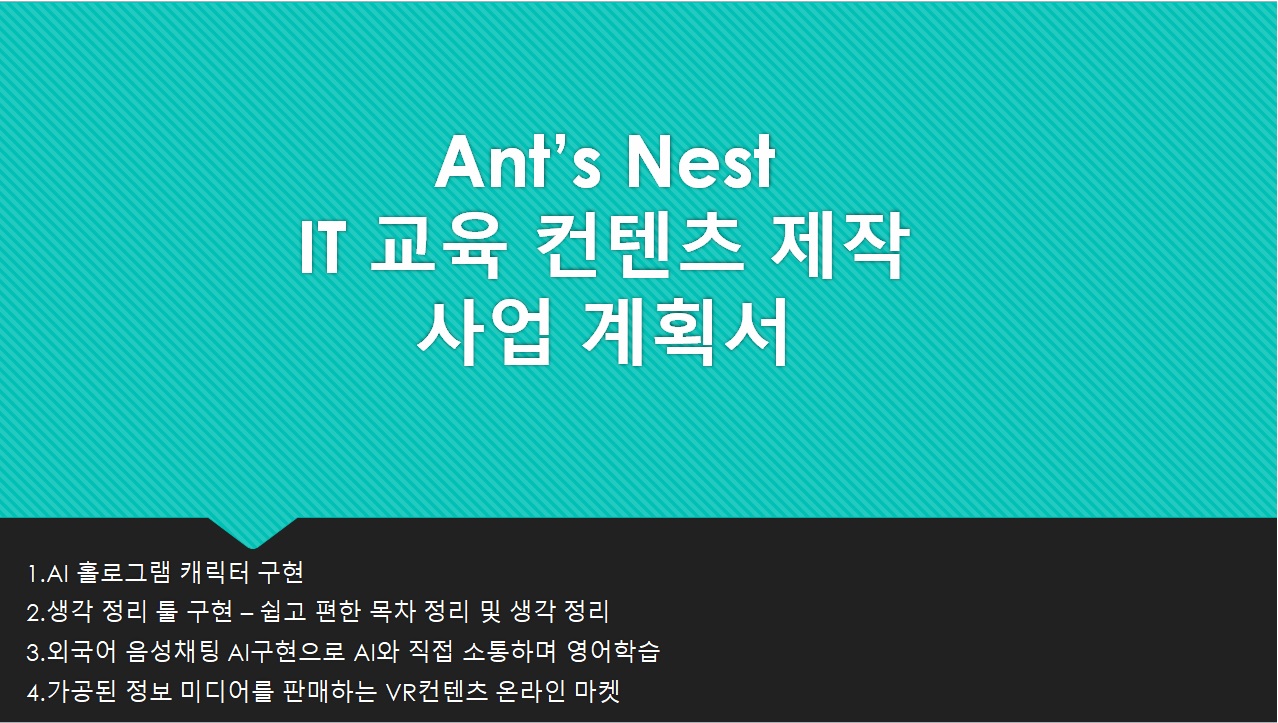 Ant’s Nest
IT 교육 컨텐츠 제작
사업 계획서
1.AI 홀로그램 캐릭터 구현
2.생각 정리 툴 구현 – 쉽고 편한 목차 정리 및 생각 정리
3.외국어 음성채팅 AI구현으로 AI와 직접 소통하며 영어학습
4.가공된 정보 미디어를 판매하는 VR컨텐츠 온라인 마켓